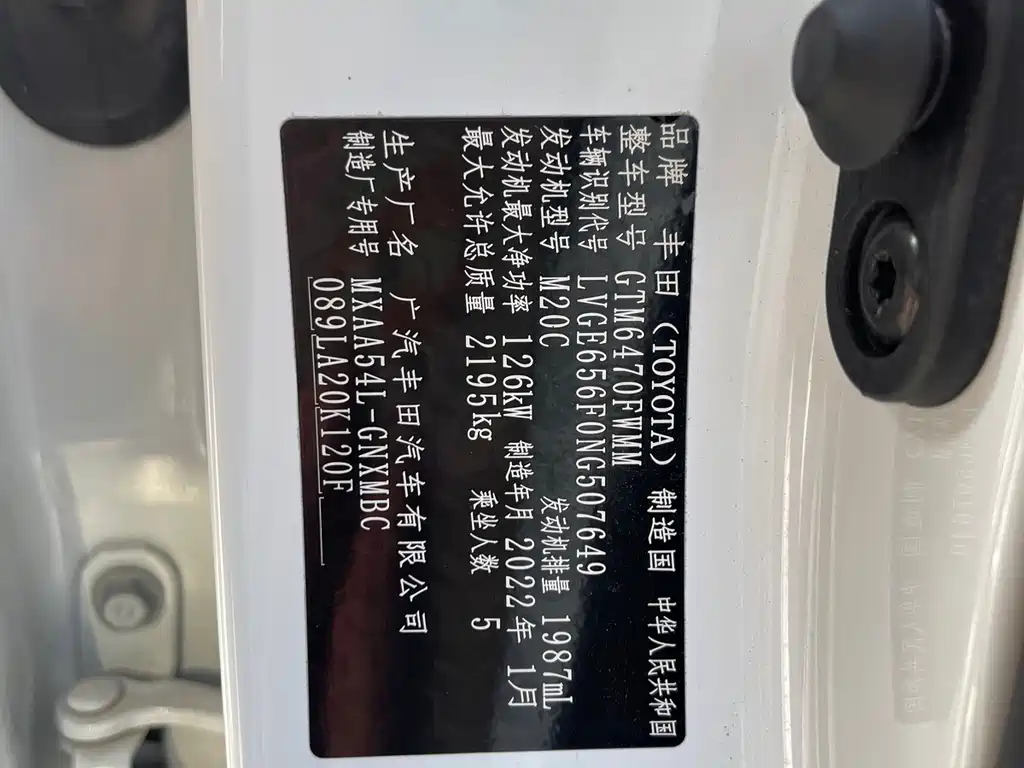 品牌 丰田（TOYOTA） 制造国 中华人民共和国
整车型号 GTM6470FWMM
车辆识别代号 LVGE656F0NG507649
发动机型号 M20C 发动机排量 1987mL
发动机最大净功率 126kW 制造年月 2022年 1月
最大允许总质量 2195kg 乘坐人数 5
生产厂名 广汽丰田汽车有限公司
制造厂专用号 MXAA54L-GNXMBC
089LA20K120F